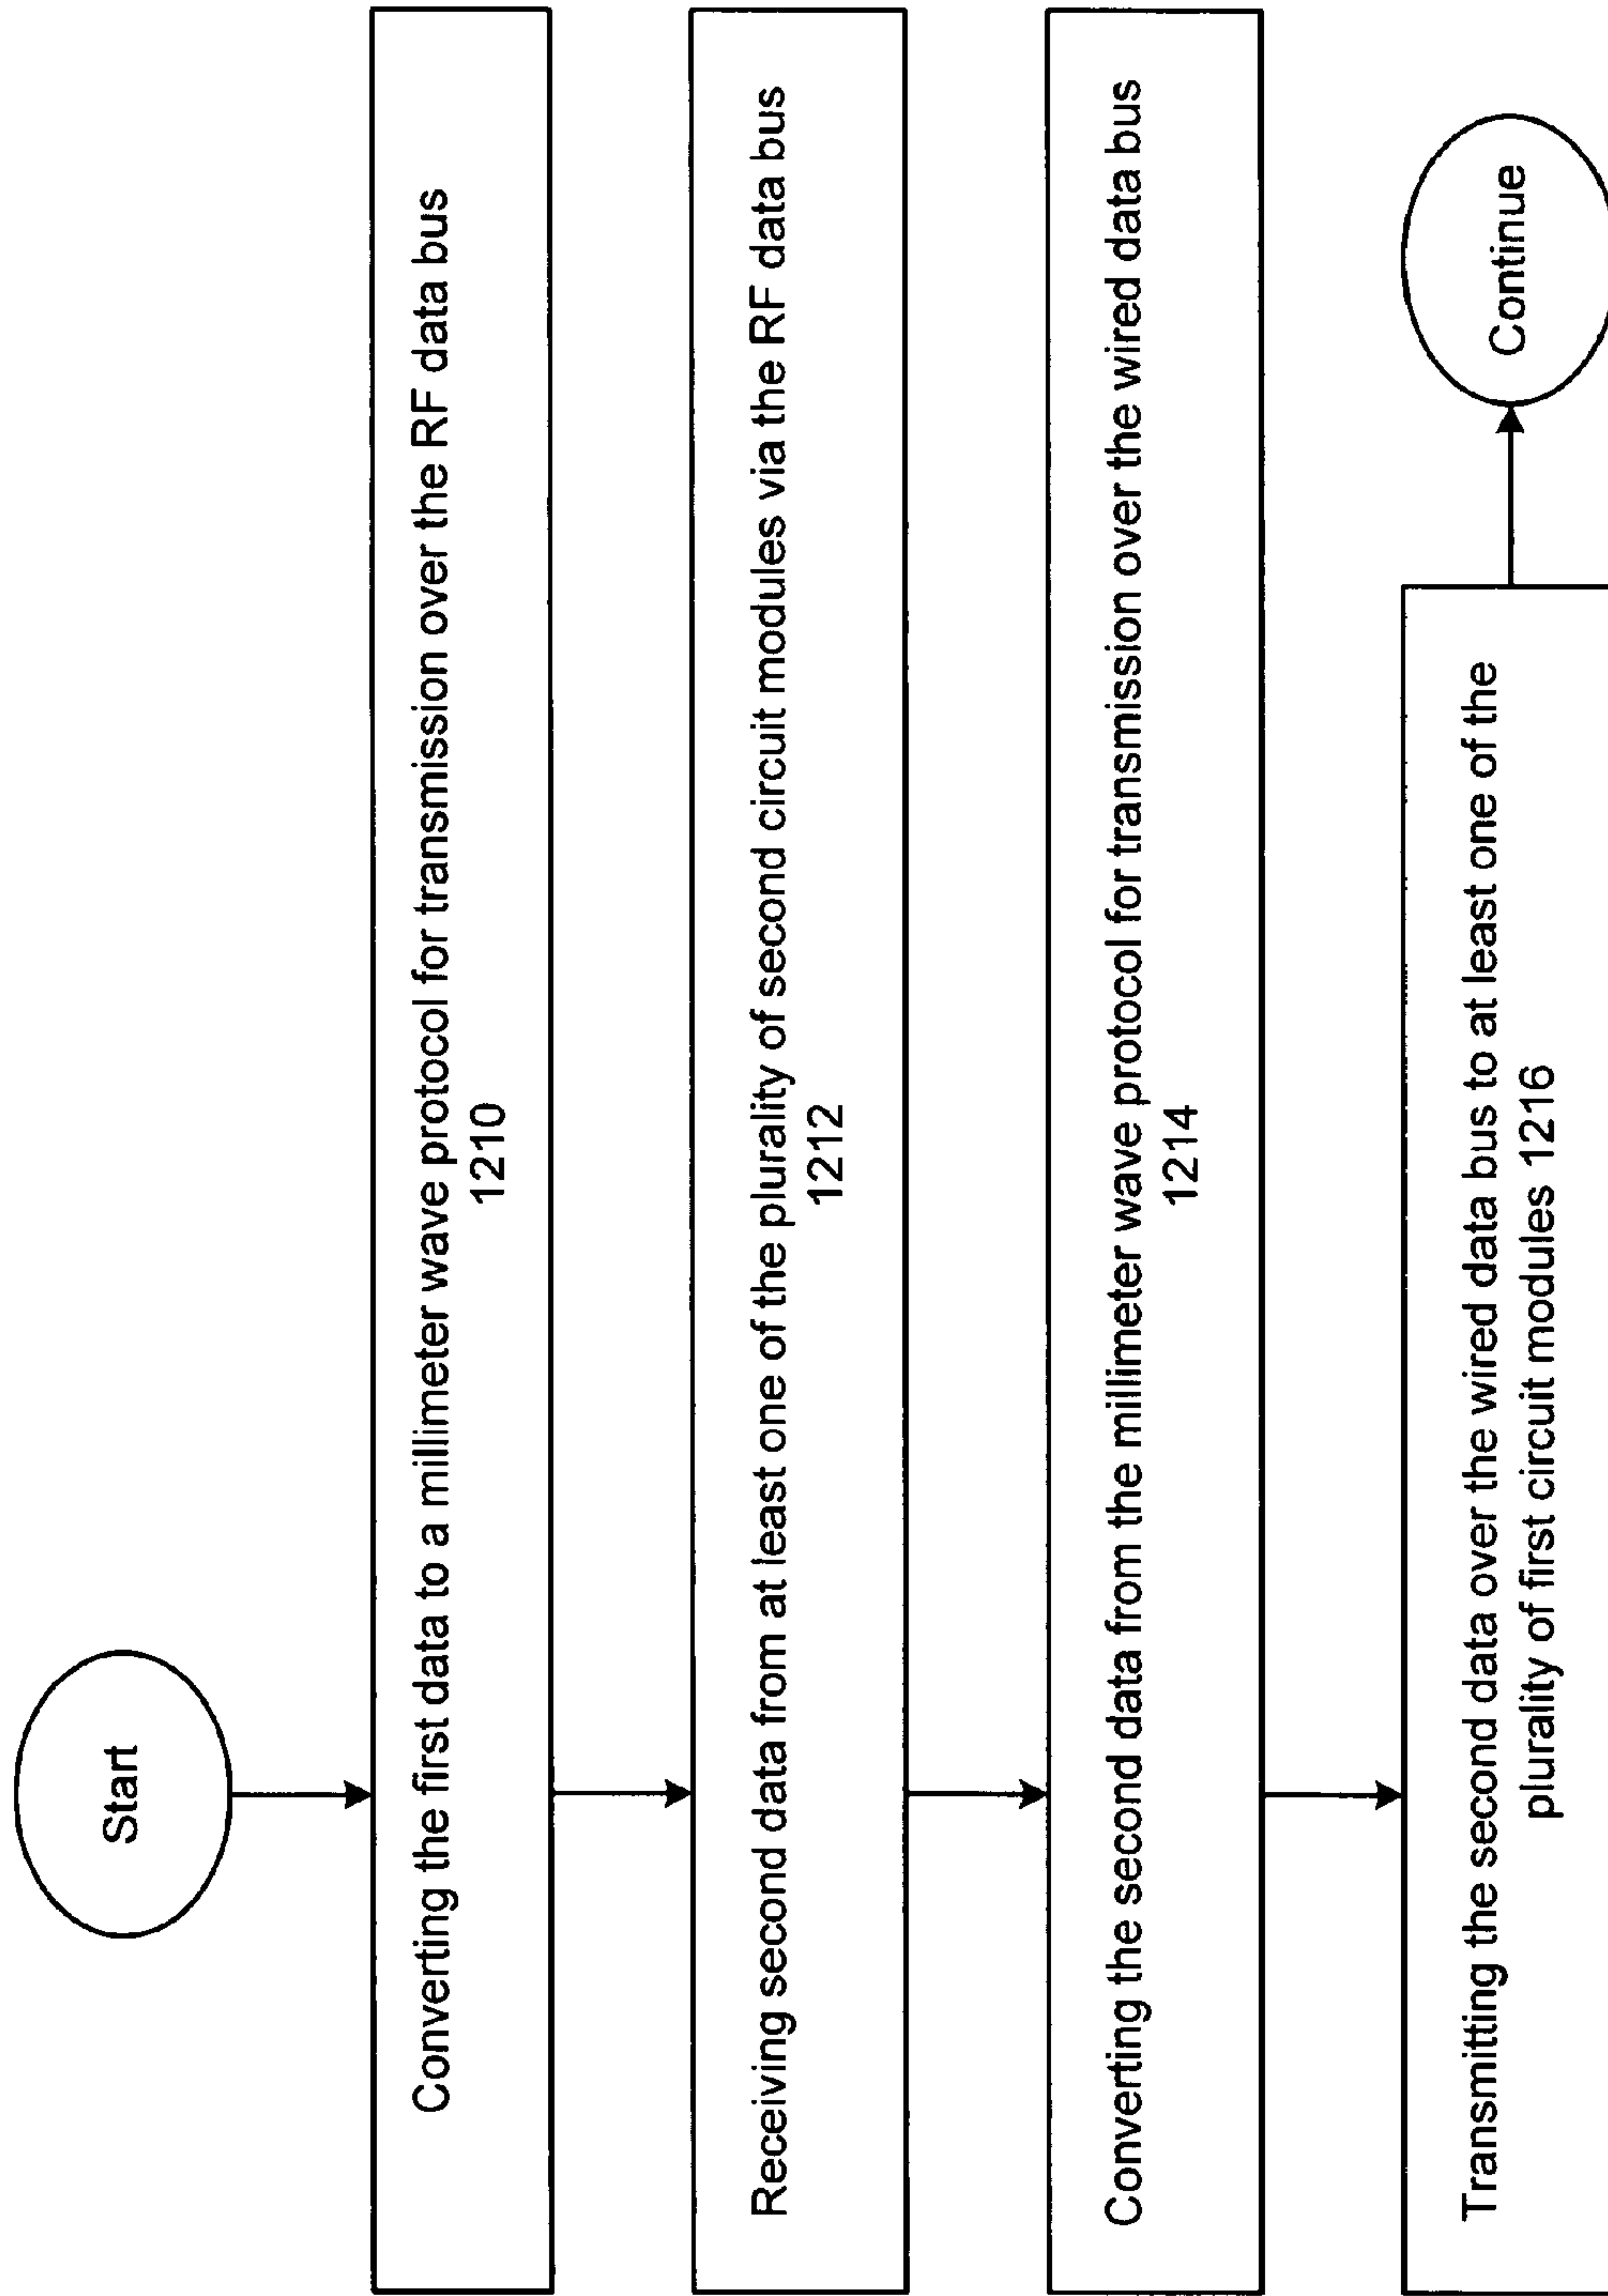 Start
Converting the first data to a millimeter wave protocol for transmission over the RF data bus
1210
Receiving second data from at least one of the plurality of second circuit modules via the RF data bus
1212
Converting the second data from the millimeter wave protocol for transmission over the wired data bus
1214
Transmitting the second data over the wired data bus to at least one of the
plurality of first circuit modules 1216
Continue